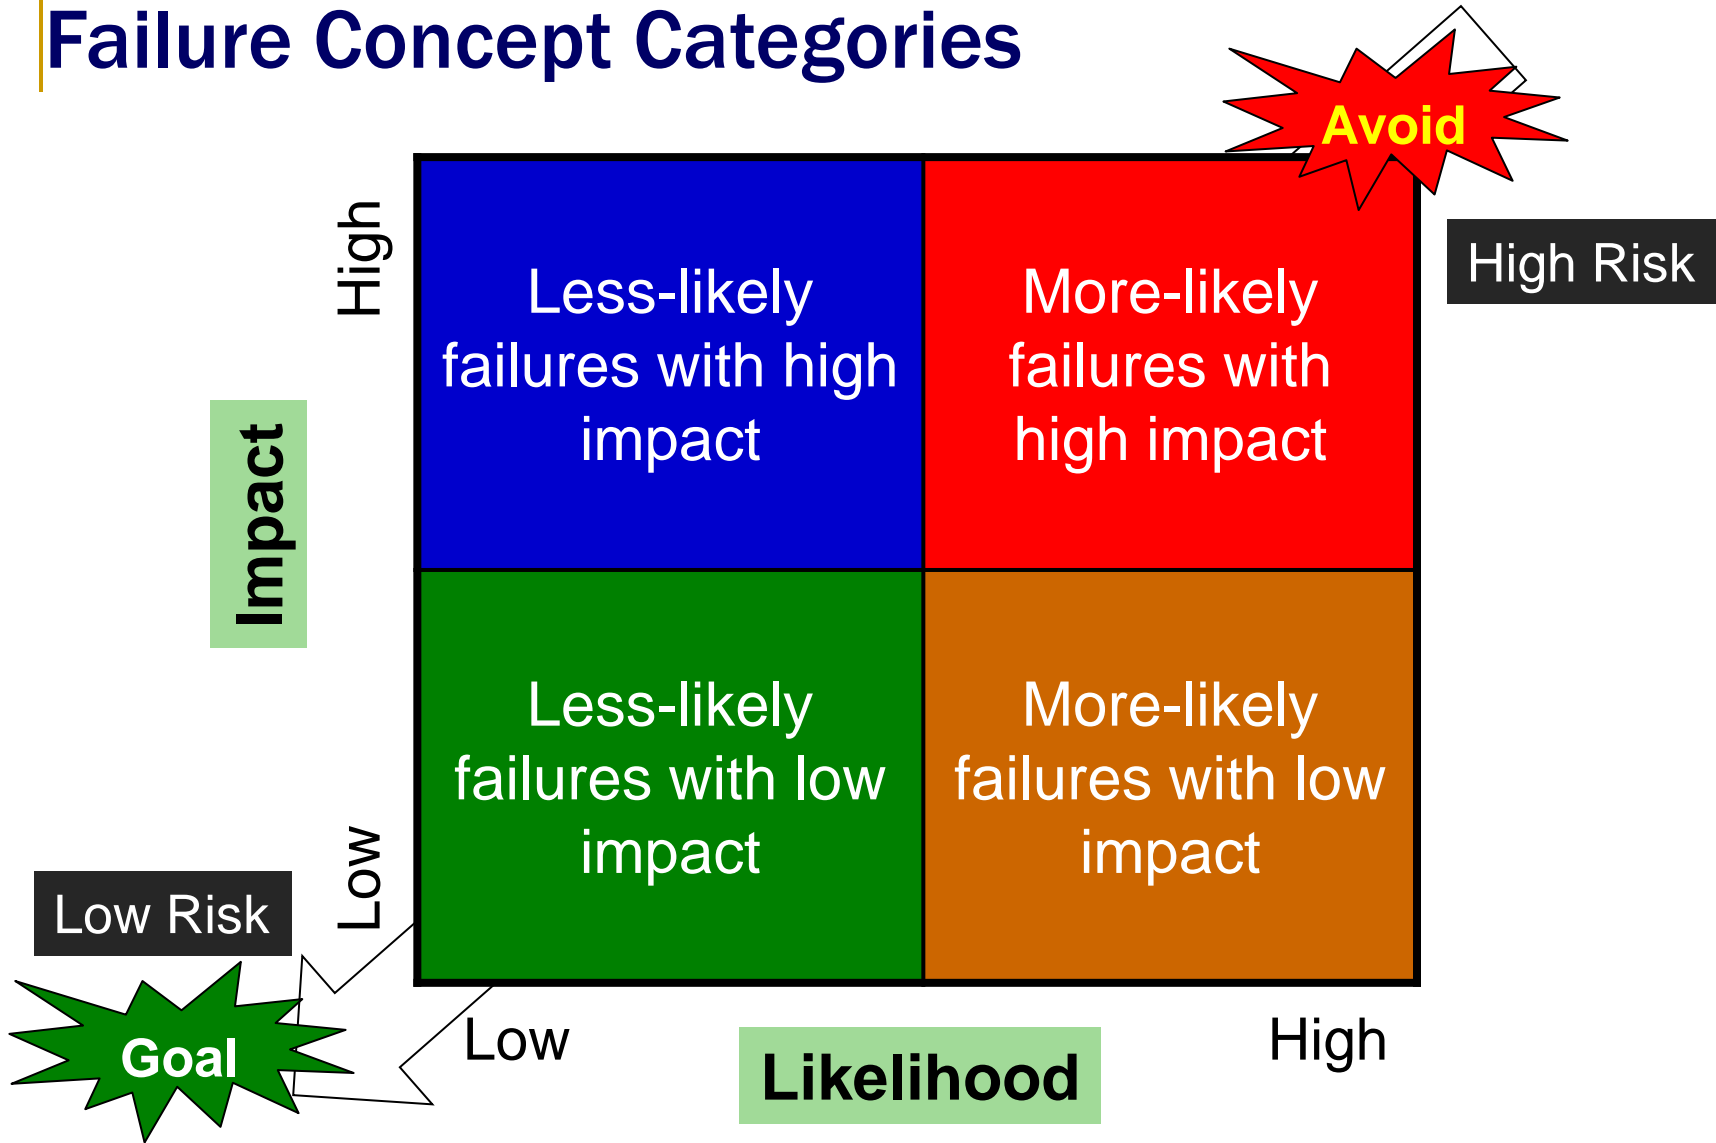 Failure Concept Categories
Avoid
High
High Risk
Less-likely
failures with high
impact
More-likely
failures with
high impact
Impact
Less-likely
failures with low
impact
More-likely
failures with low
impact
Low
Low Risk
Goal
Low
High
Likelihood